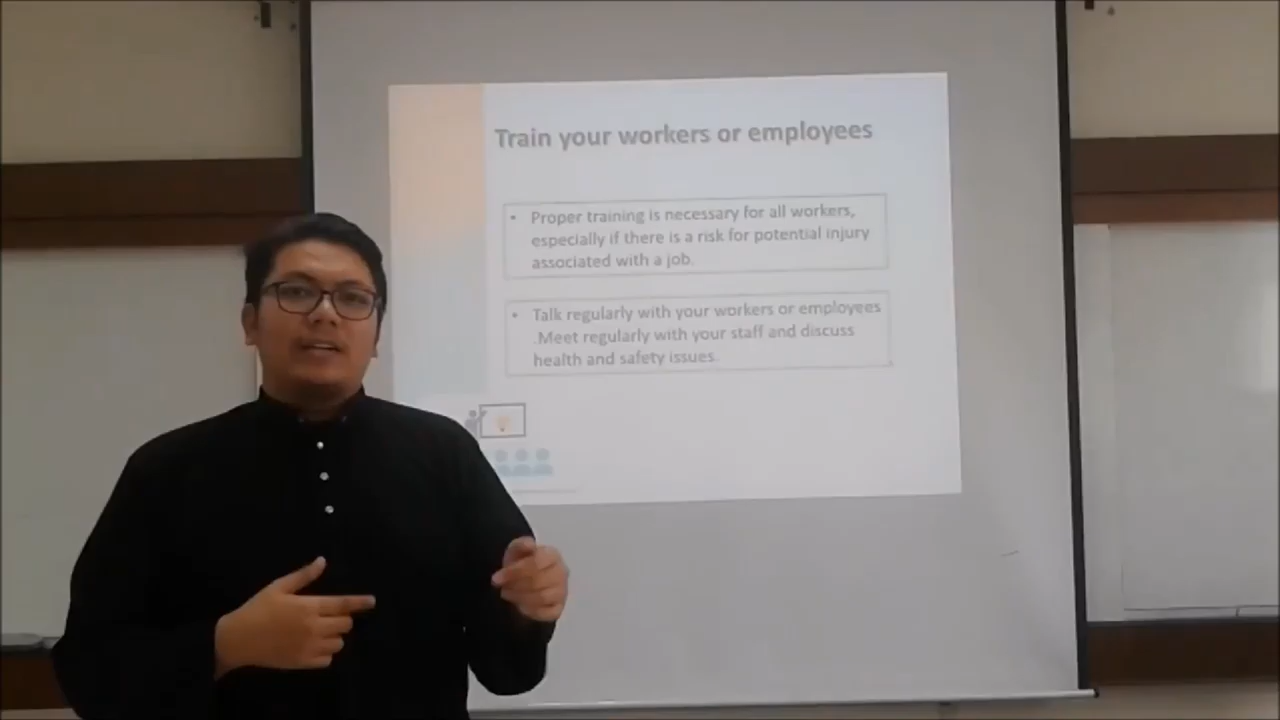 Train your workers or employees
• Proper training is necessary for all workers,
especially if there is a risk for potential injury
associated with a job.
• Talk regularly with your workers or employees
.Meet regularly with your staff and discuss
health and safety issues.